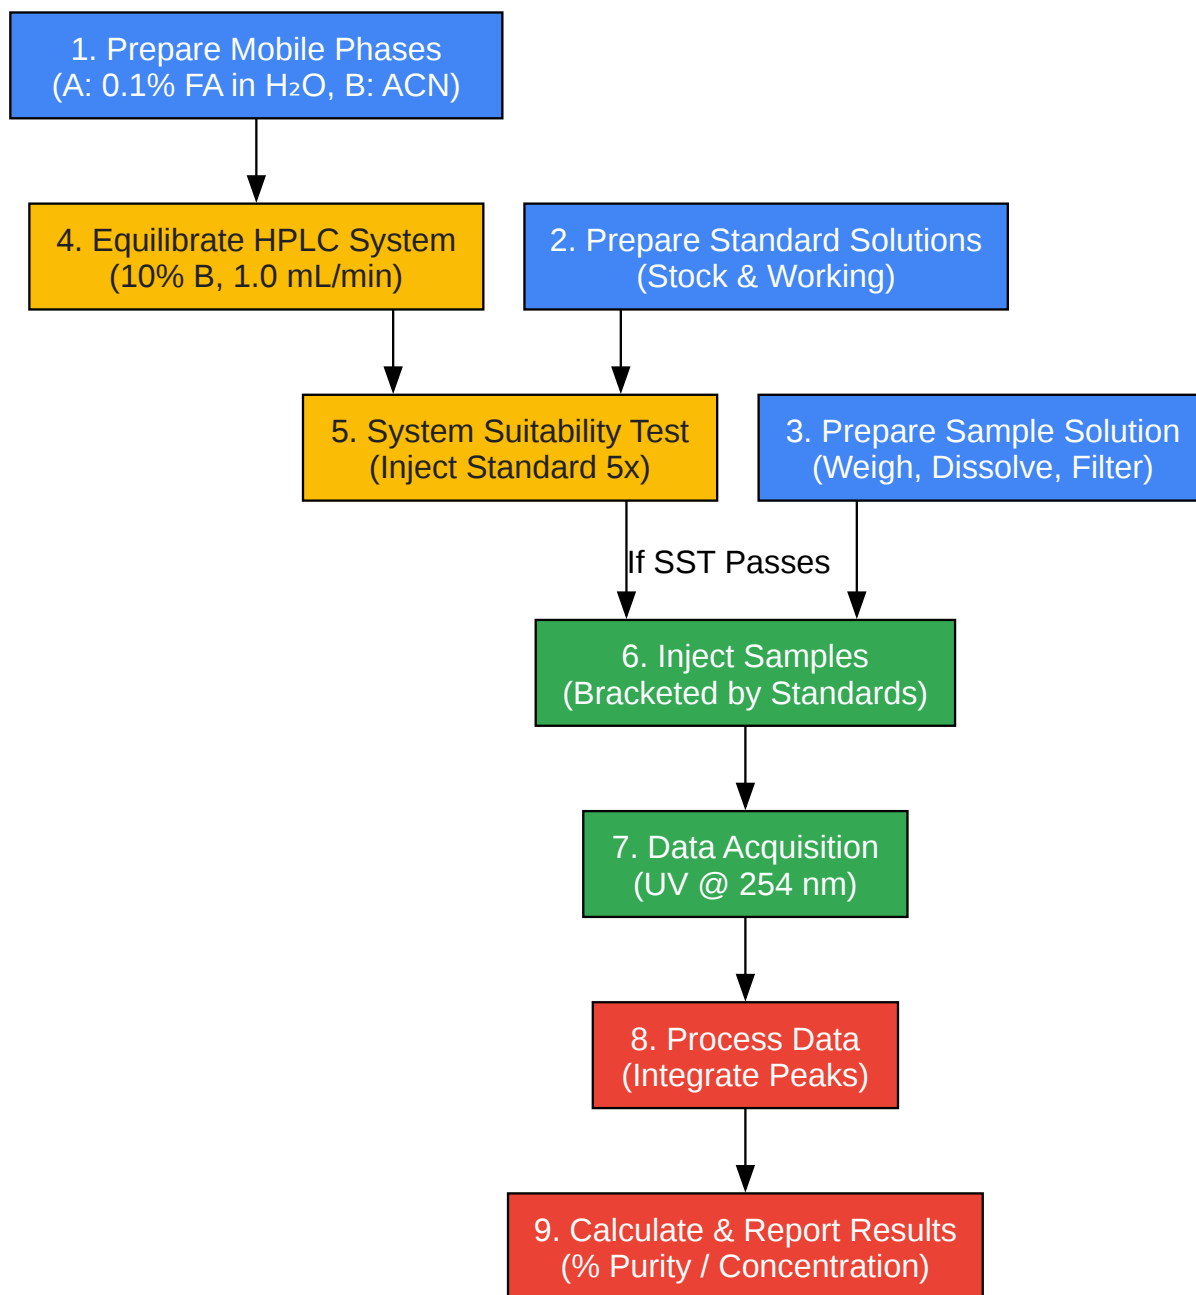 1. Prepare Mobile Phases
(A: 0.1% FA in H₂O, B: ACN)
4. Equilibrate HPLC System
(10% B, 1.0 mL/min)
2. Prepare Standard Solutions
(Stock & Working)
5. System Suitability Test
(Inject Standard 5x)
3. Prepare Sample Solution
(Weigh, Dissolve, Filter)
If SST Passes
6. Inject Samples
(Bracketed by Standards)
7. Data Acquisition
(UV @ 254 nm)
8. Process Data
(Integrate Peaks)
9. Calculate & Report Results
(% Purity / Concentration)